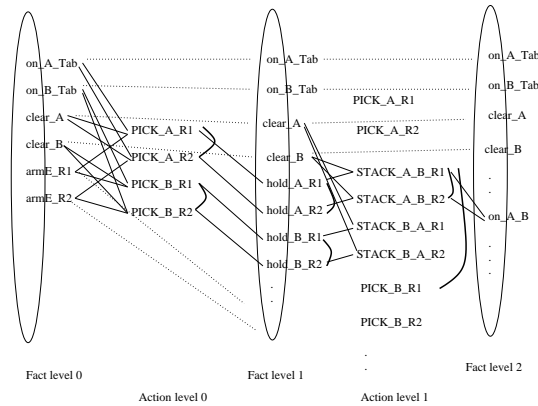 on_A_Tab
on_B_Tab
clear_A
clear_B
armE_R1
armE_R2
Fact level 0
PICK_A_R1
PICK_A_R2
PICK_B_R1
PICK_B_R2
Action level 0
on_A_Tab
on_B_Tab
clear_A
clear_B
hold_A_R1
hold_A_R2
hold_B_R1
hold_B_R2
.
.
Fact level 1
PICK_A_R1
PICK_A_R2
STACK_A_B_R1
STACK_A_B_R2
STACK_B_A_R1
STACK_B_A_R2
PICK_B_R1
PICK_B_R2
.
.
Action level 1
on_A_Tab
on_B_Tab
clear_A
clear_B
on_A_B
.
.
.
Fact level 2